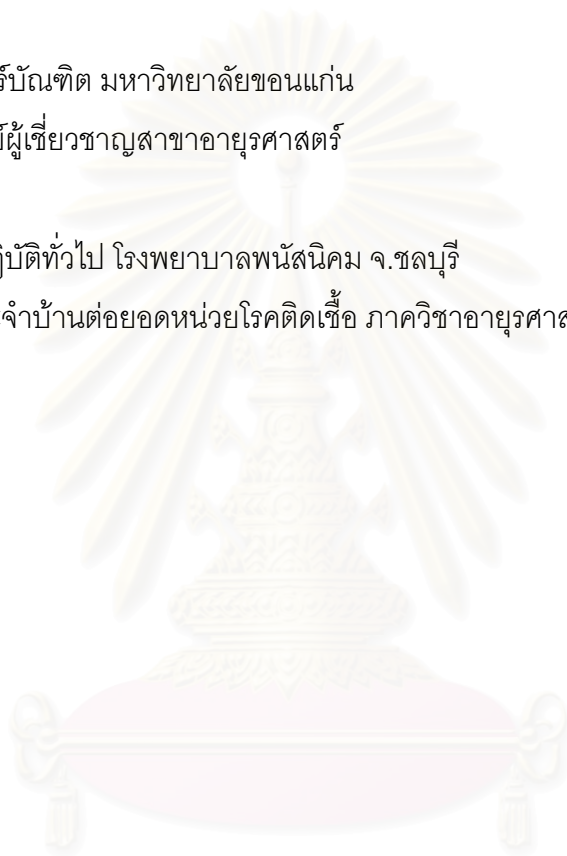 บัณฑิต มหาวิทยาลัยขอนแก่น
ผู้เชี่ยวชาญสาขาอายุรศาสตร์
บัติทั่วไป โรงพยาบาลพนัสนิคม จ.ชลบุรี
จำบ้านต่อยอดหน่วยโรคติดเชื้อ ภาควิชาอายุรศาส